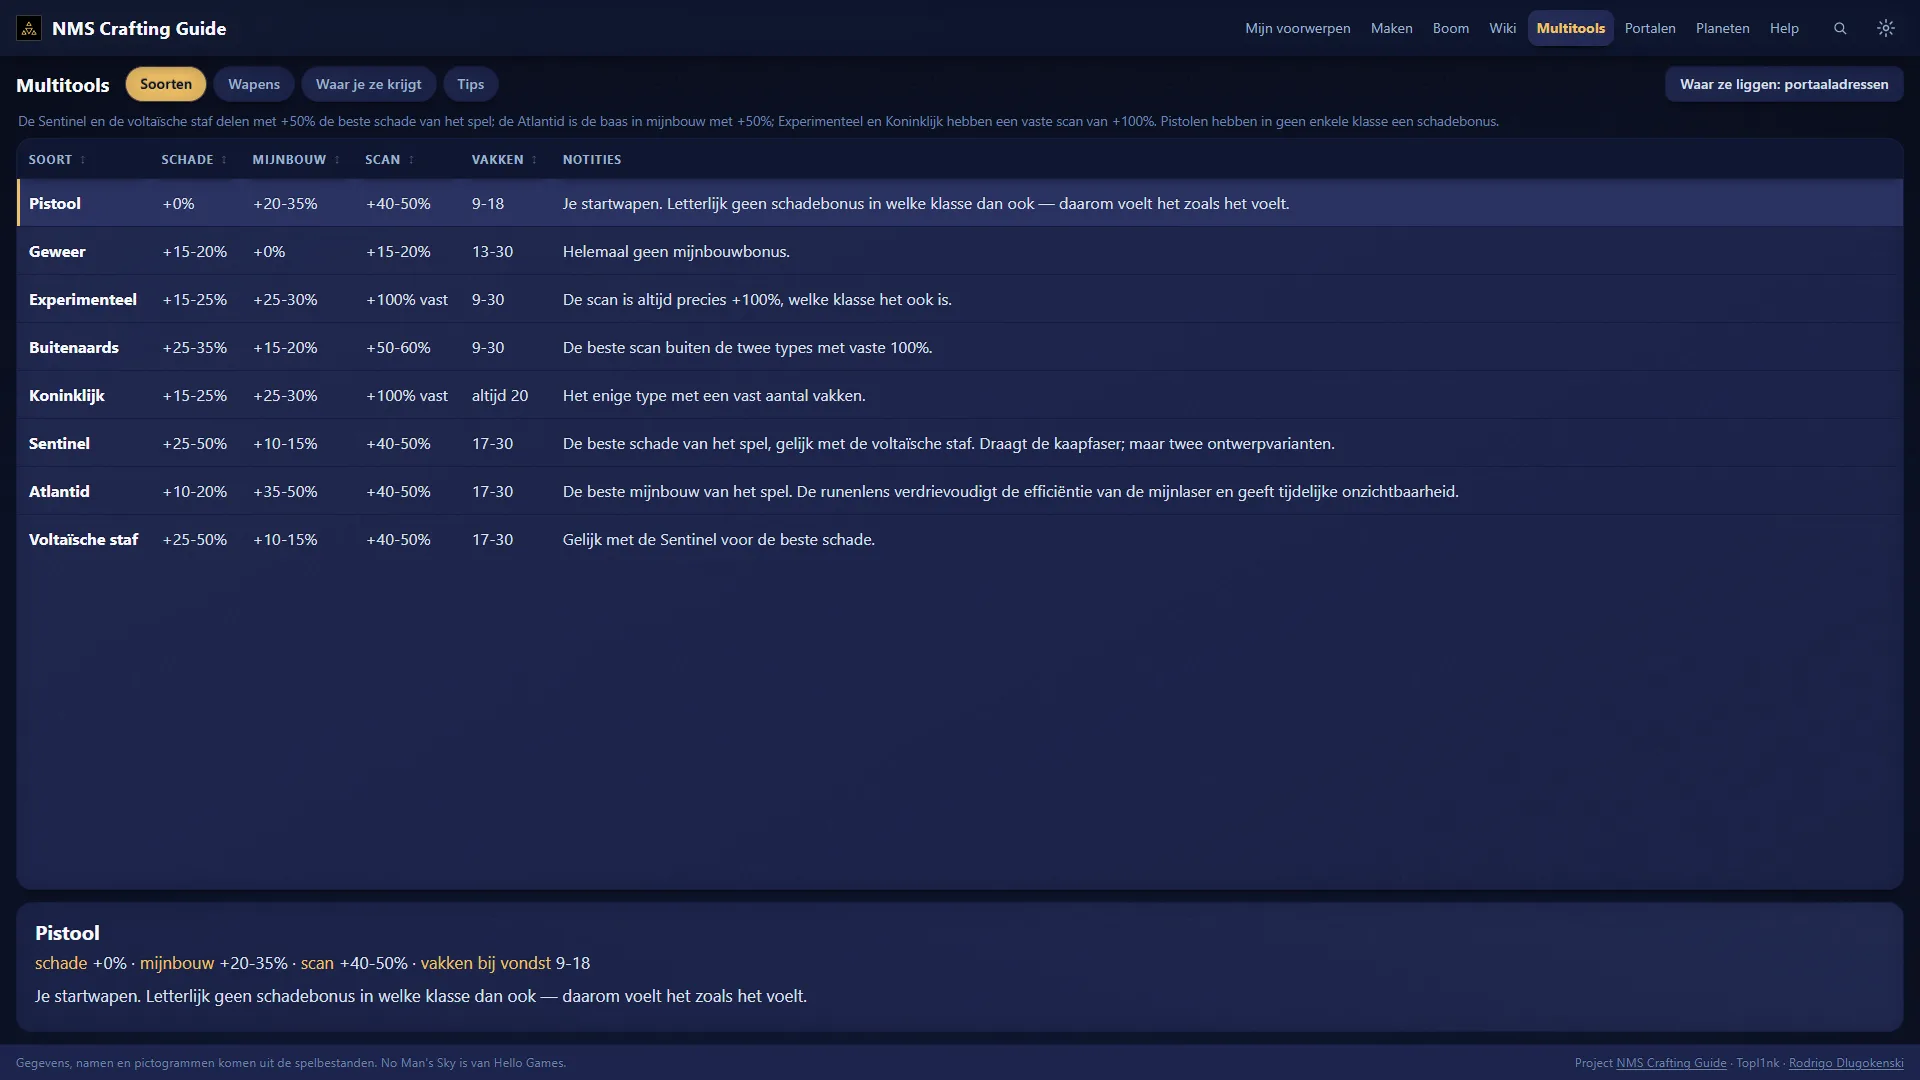 NMS Crafting Guide
Mijn voorwerpen Maken Boom Wiki Multitools Portalen Planeten Help
Multitools Soorten Wapens Waar je ze krijgt Tips Waar ze liggen: portaaladressen
De Sentinel en de voltaïsche staf delen met +50% de beste schade van het spel; de Atlantid is de baas in mijnbouw met +50%; Experimenteel en Koninklijk hebben een vaste scan van +100%. Pistolen hebben in geen enkele klasse een schadebonus.
SOORT ↕ SCHADE ↕ MIJNBOUW ↕ SCAN ↕ VAKKEN ↕ NOTITIES
Pistool +0% +20-35% +40-50% 9-18 Je startwapen. Letterlijk geen schadebonus in welke klasse dan ook — daarom voelt het zoals het voelt.
Geweer +15-20% +0% +15-20% 13-30 Helemaal geen mijnbouwbonus.
Experimenteel +15-25% +25-30% +100% vast 9-30 De scan is altijd precies +100%, welke klasse het ook is.
Buitenaards +25-35% +15-20% +50-60% 9-30 De beste scan buiten de twee types met vaste 100%.
Koninklijk +15-25% +25-30% +100% vast altijd 20 Het enige type met een vast aantal vakken.
Sentinel +25-50% +10-15% +40-50% 17-30 De beste schade van het spel, gelijk met de voltaïsche staf. Draagt de kaapfaser; maar twee ontwerpvarianten.
Atlantid +10-20% +35-50% +40-50% 17-30 De beste mijnbouw van het spel. De runenlens verdrievoudigt de efficiëntie van de mijnlaser en geeft tijdelijke onzichtbaarheid.
Voltaïsche staf +25-50% +10-15% +40-50% 17-30 Gelijk met de Sentinel voor de beste schade.
Pistool
schade +0% · mijnbouw +20-35% · scan +40-50% · vakken bij vondst 9-18
Je startwapen. Letterlijk geen schadebonus in welke klasse dan ook — daarom voelt het zoals het voelt.
Gegevens, namen en pictogrammen komen uit de spelbestanden. No Man's Sky is van Hello Games.
Project NMS Crafting Guide · Topl1nk · Rodrigo Dlugokenski